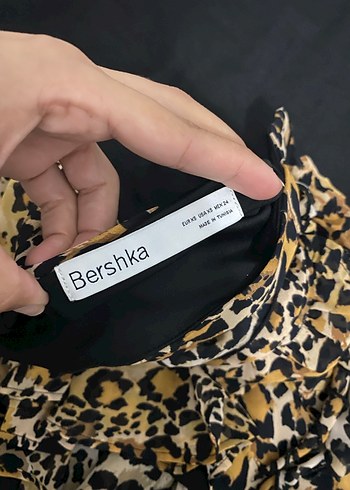 Bershka
EUR XS USA XS MEX 24
MADE IN TUNISIA